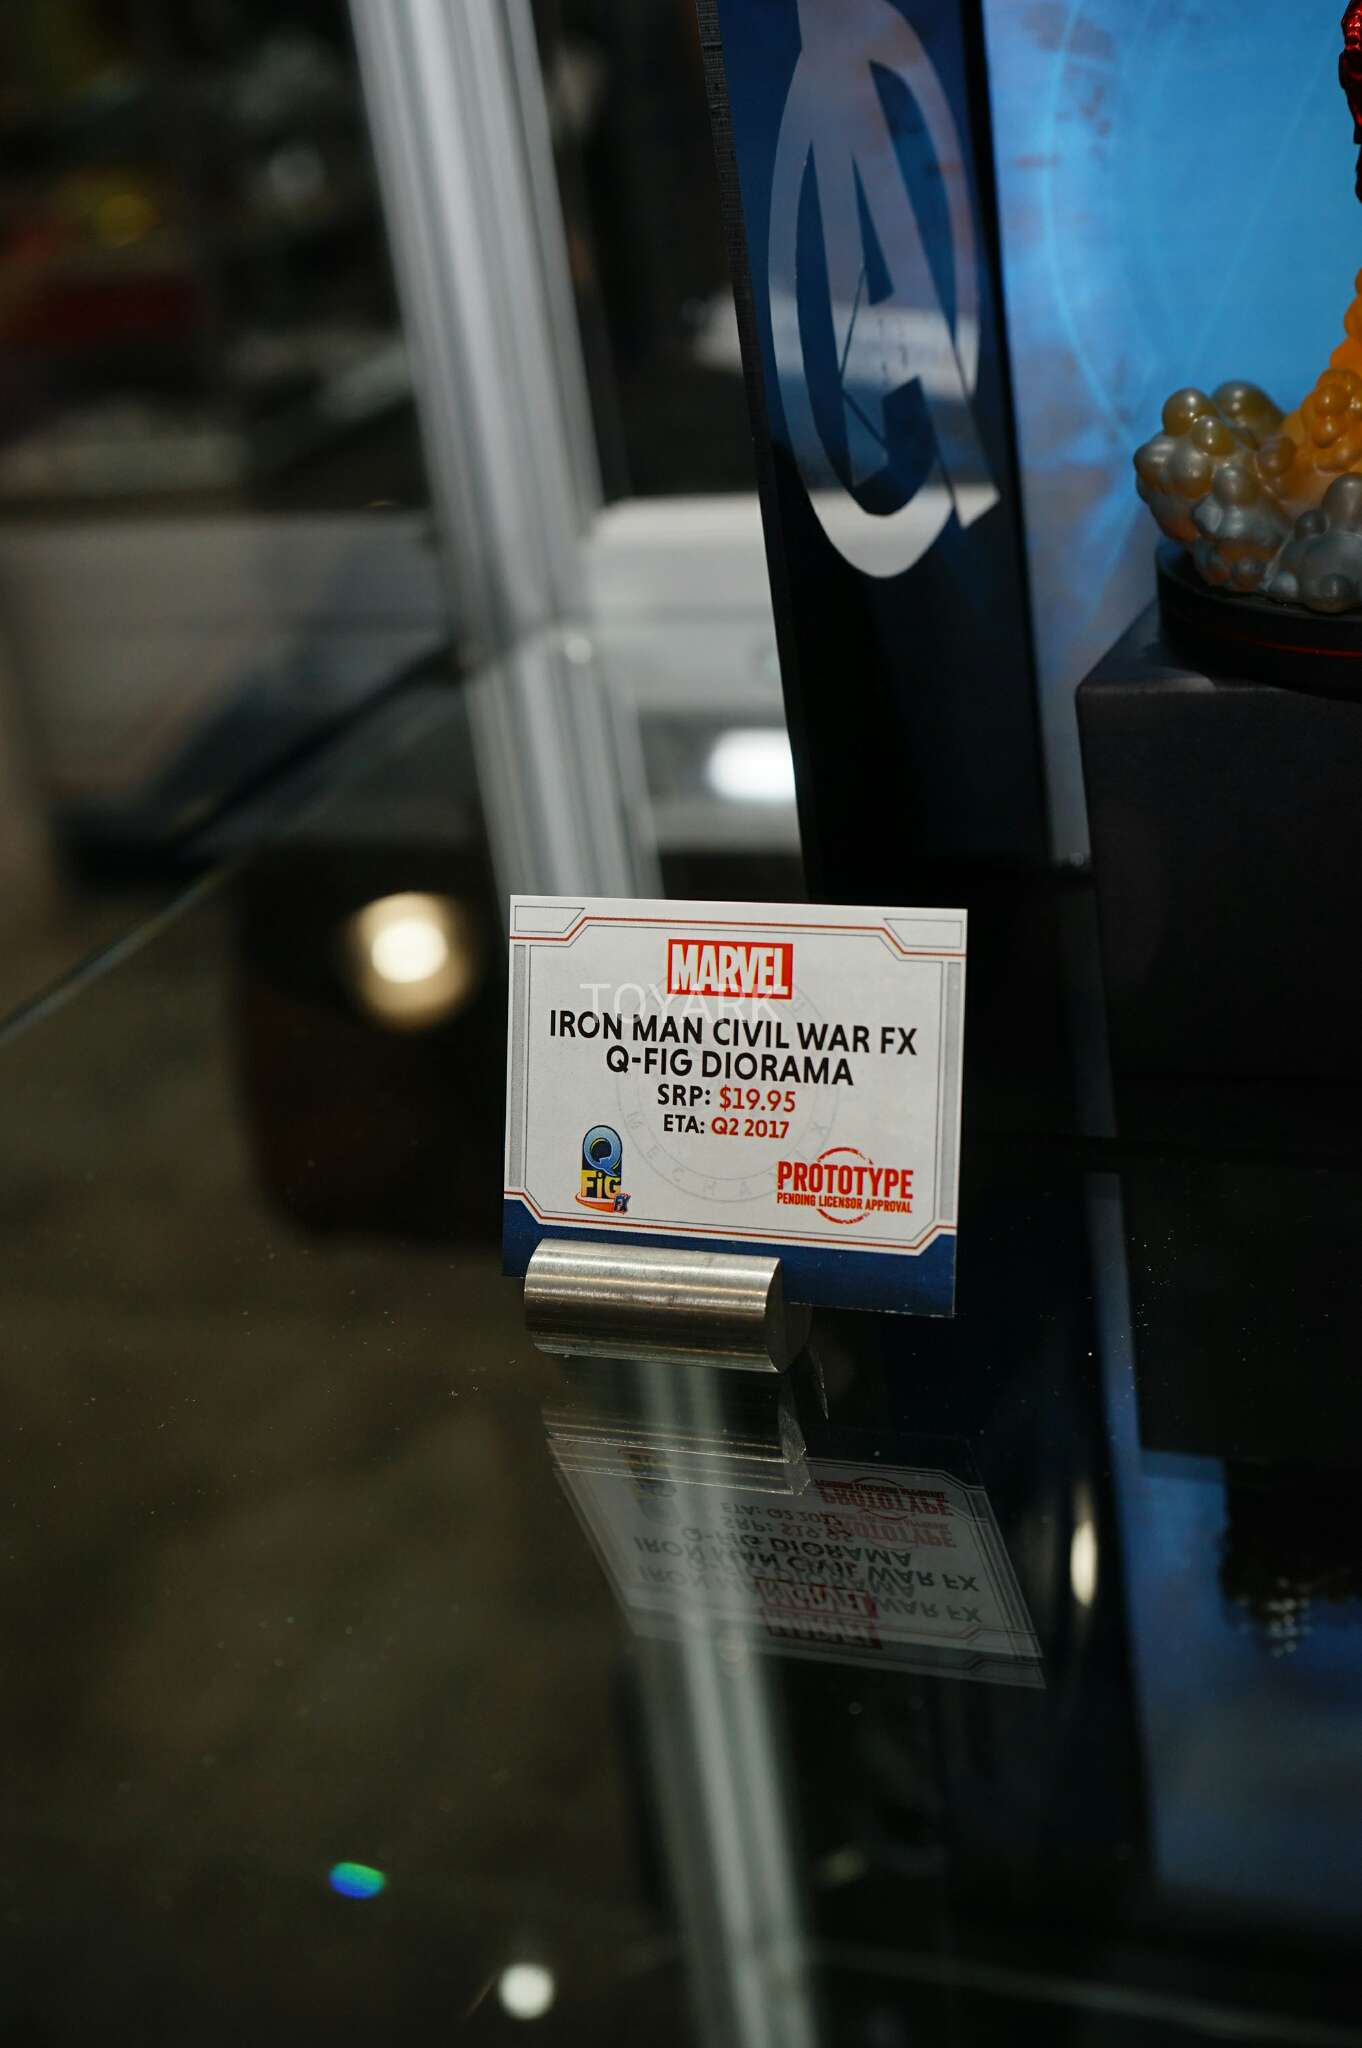 MARVEL
TOYARK
IRON MAN CIVIL WAR FX
Q-FIG DIORAMA
SRP: $19.95
ETA: Q2 2017
Q
FiG
FX
PROTOTYPE
PENDING LICENSOR APPROVAL